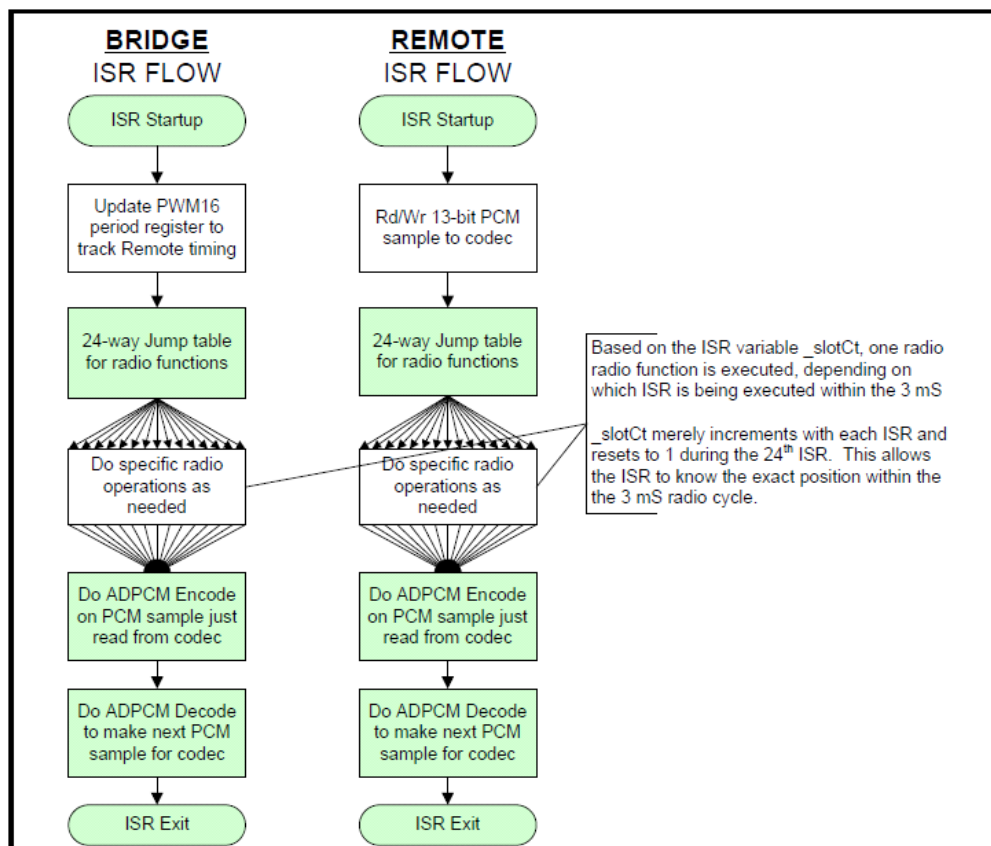 BRIDGE
ISR FLOW
ISR Startup
Update PWM16
period register to
track Remote timing
24-way Jump table
for radio functions
Do specific radio
operations as
needed
Do ADPCM Encode
on PCM sample just
read from codec
Do ADPCM Decode
to make next PCM
sample for codec
ISR Exit
REMOTE
ISR FLOW
ISR Startup
Rd/Wr 13-bit PCM
sample to codec
24-way Jump table
for radio functions
Do specific radio
operations as
needed
Do ADPCM Encode
on PCM sample just
read from codec
Do ADPCM Decode
to make next PCM
sample for codec
ISR Exit
Based on the ISR variable _slotCt, one radio
radio function is executed, depending on
which ISR is being executed within the 3 mS
_slotCt merely increments with each ISR and
resets to 1 during the 24th ISR. This allows
the ISR to know the exact position within the
the 3 mS radio cycle.